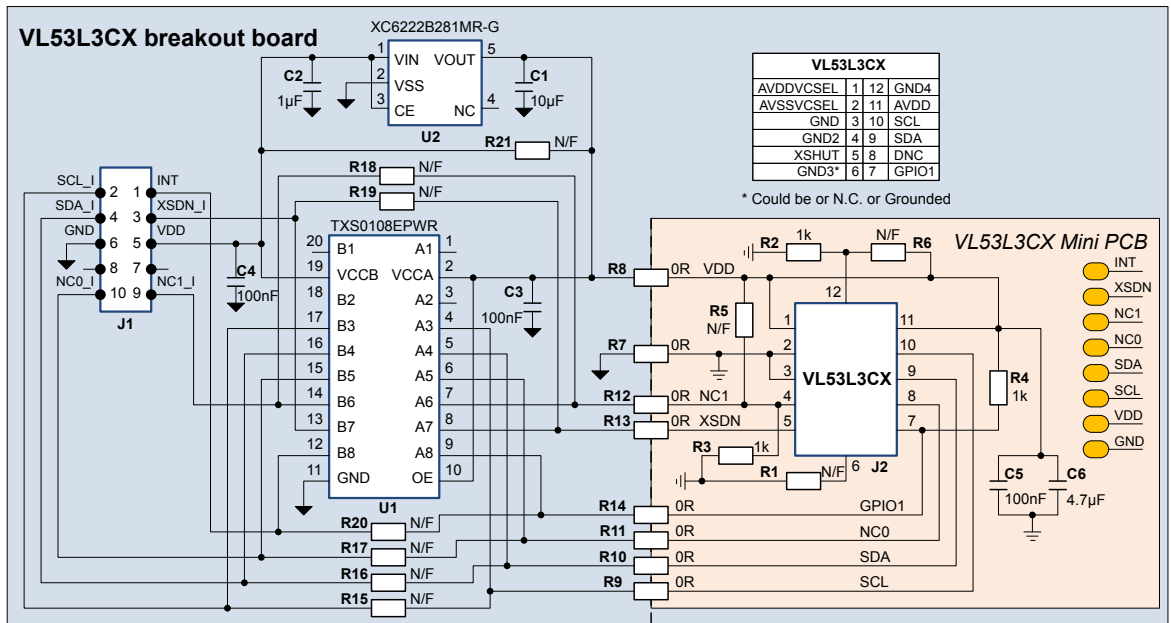 VL53L3CX breakout board
XC6222B281MR-G
1 VIN VOUT 5
2 VSS
3 CE NC 4
U2
C2
1µF
C1
10µF
R21 N/F
R18 N/F
R19 N/F
VL53L3CX
AVDDVCSEL 1 12 GND4
AVSSVCSEL 2 11 AVDD
GND 3 10 SCL
GND2 4 9 SDA
XSHUT 5 8 DNC
GND3* 6 7 GPIO1
* Could be or N.C. or Grounded
SCL_I 2 1 INT
SDA_I 4 3 XSDN_I
GND 6 5 VDD
8 7
NC0_I 10 9 NC1_I
J1
C4
100nF
TXS0108EPWR
20 B1 A1 1
19 VCCB VCCA 2
18 B2 A2 3
17 B3 A3 4
16 B4 A4 5
15 B5 A5 6
14 B6 A6 7
13 B7 A7 8
12 B8 A8 9
11 GND OE 10
U1
C3
100nF
R20 N/F
R17 N/F
R16 N/F
R15 N/F
VL53L3CX Mini PCB
R2 1k
N/F R6
R8 0R VDD
R5
N/F
R7 0R
R12 0R NC1
R13 0R XSDN
12
1 11
2 10
3 VL53L3CX 9
4 8
5 7
6 J2
R4
1k
R3 1k
R1 N/F
C5
100nF
C6
4.7µF
R14 0R GPIO1
R11 0R NC0
R10 0R SDA
R9 0R SCL
INT
XSDN
NC1
NC0
SDA
SCL
VDD
GND